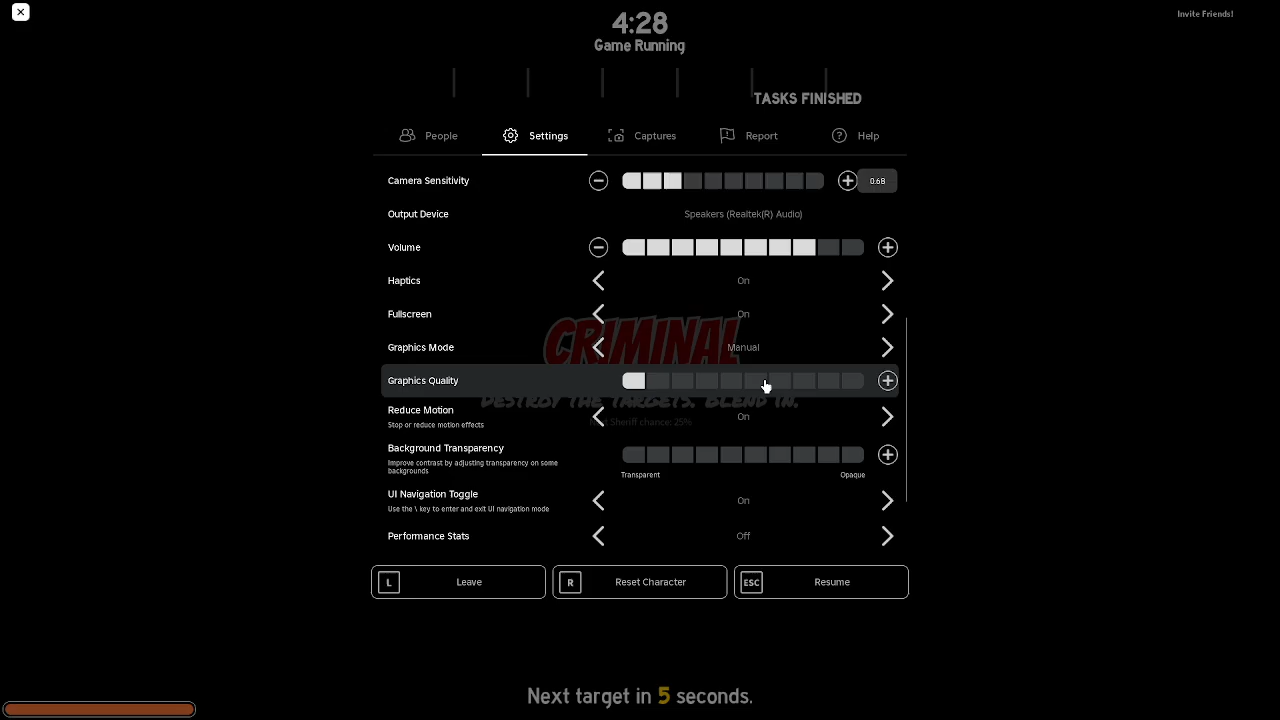 4:28
Invite Friends!
Game Running
TASKS FINISHED
People
Settings
Captures
Report
Help
Camera Sensitivity
0.68
Output Device
Speakers (Realtek(R) Audio)
Volume
Haptics
On
Fullscreen
On
CRIMINAL
Graphics Mode
Manual
Graphics Quality
DESTROY THE TARGETS. BLEND IN.
Reduce Motion
On
Stop or reduce motion effects
Sheriff chance: 25%
Background Transparency
Improve contrast by adjusting transparency on some
backgrounds
Transparent
Opaque
UI Navigation Toggle
On
Use the \ key to enter and exit UI navigation mode
Performance Stats
Off
L
Leave
R
Reset Character
ESC
Resume
Next target in 5 seconds.